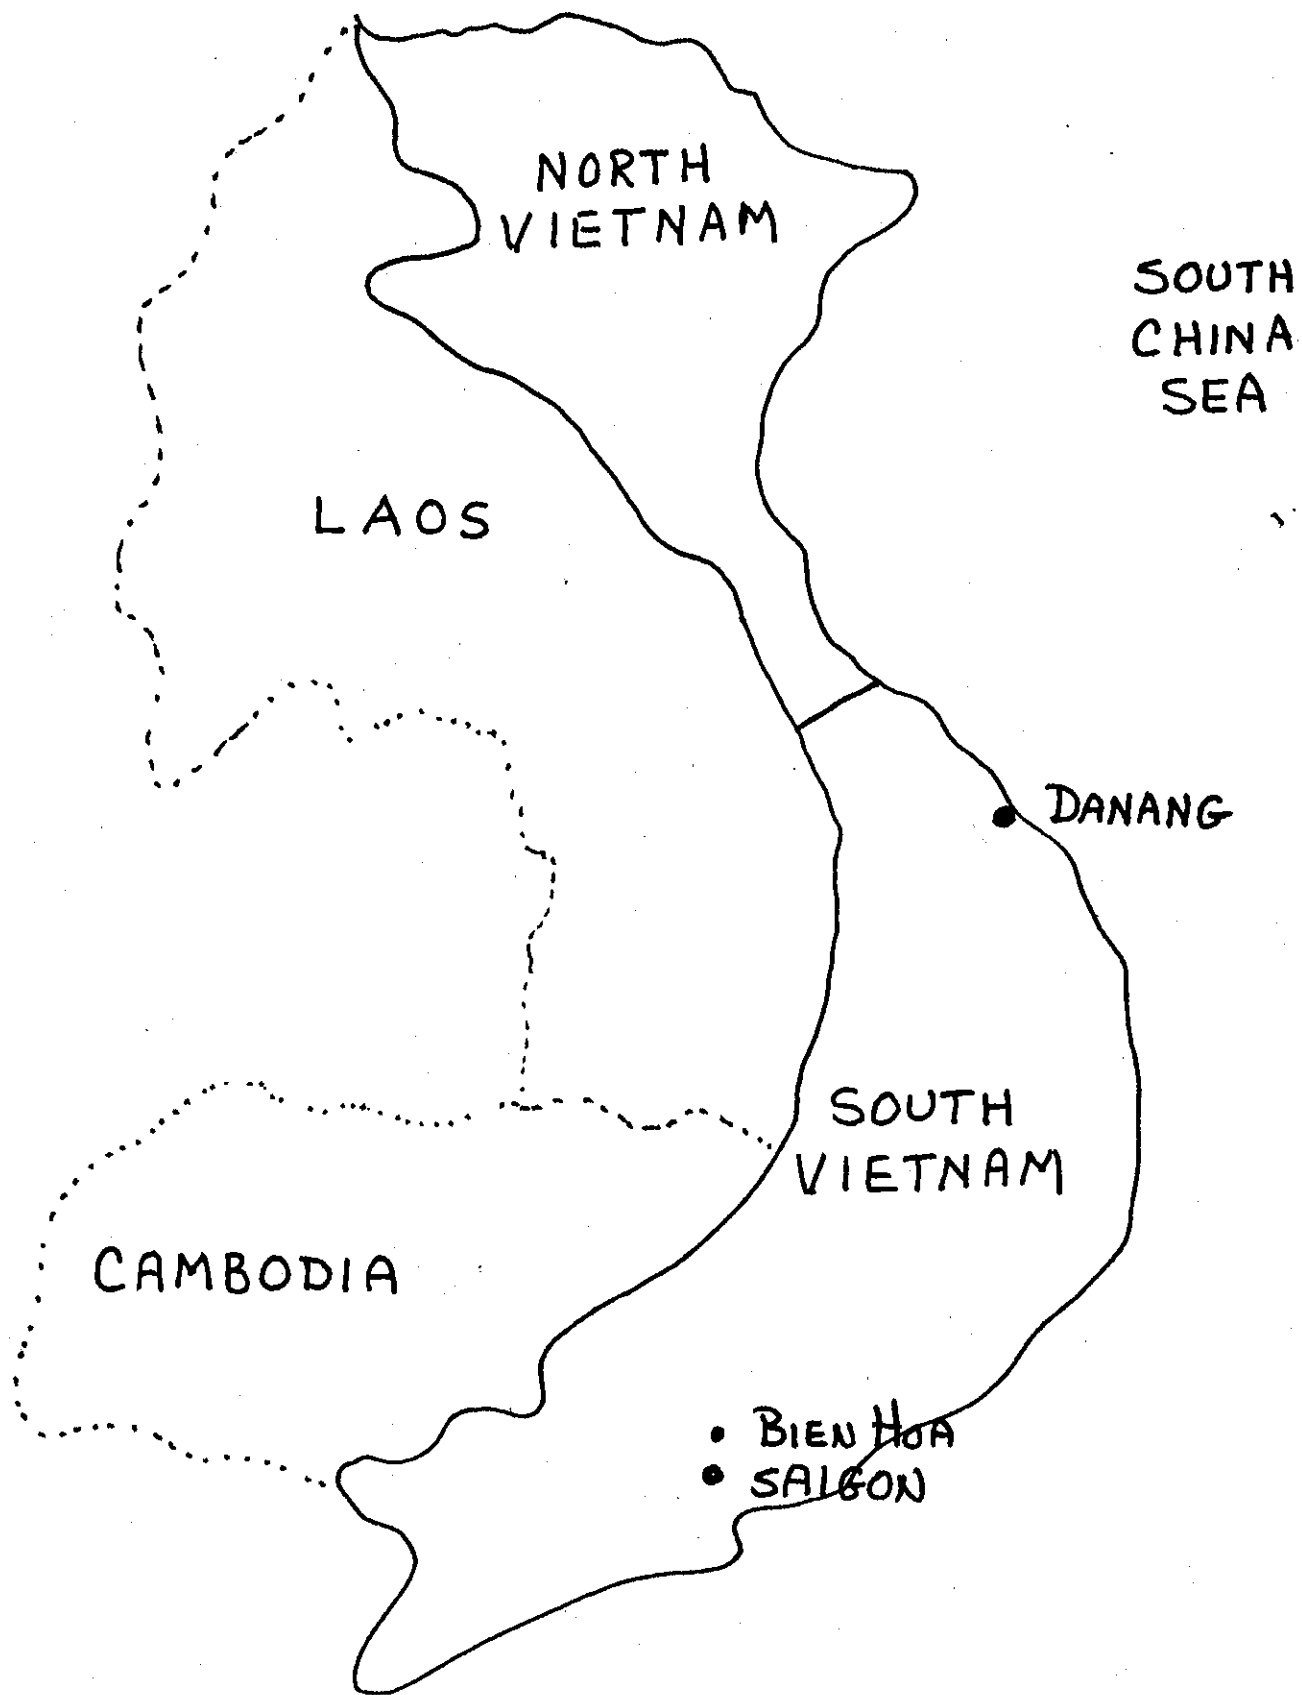 NORTH
VIETNAM
SOUTH
CHINA
SEA
LAOS
DANANG
SOUTH
VIETNAM
CAMBODIA
BIEN HOA
SAIGON